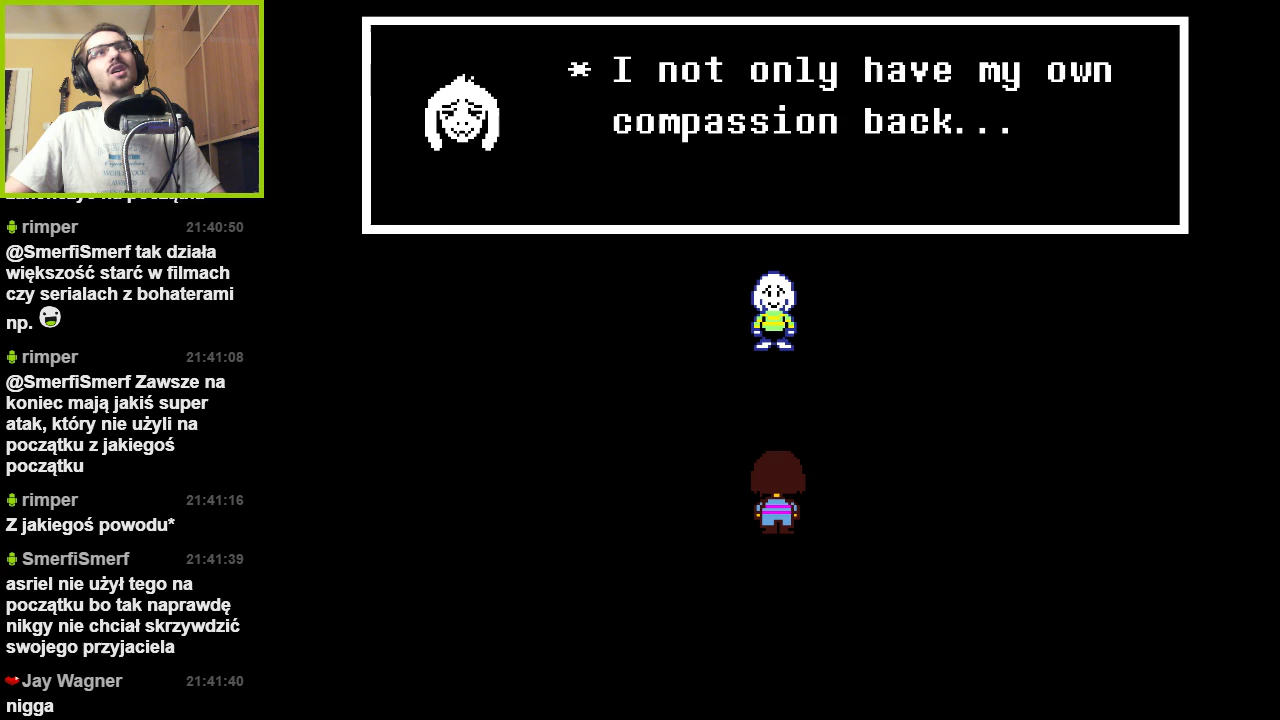 * I not only have my own
compassion back...
rimper 21:40:50
@SmerfiSmerf tak działa
większość starć w filmach
czy serialach z bohaterami
np.
rimper 21:41:08
@SmerfiSmerf Zawsze na
koniec mają jakiś super
atak, który nie użyli na
początku z jakiegoś
początku
rimper 21:41:16
Z jakiegoś powodu*
SmerfiSmerf 21:41:39
asriel nie użył tego na
początku bo tak naprawdę
nikgy nie chciał skrzywdzić
swojego przyjaciela
Jay Wagner 21:41:40
nigga